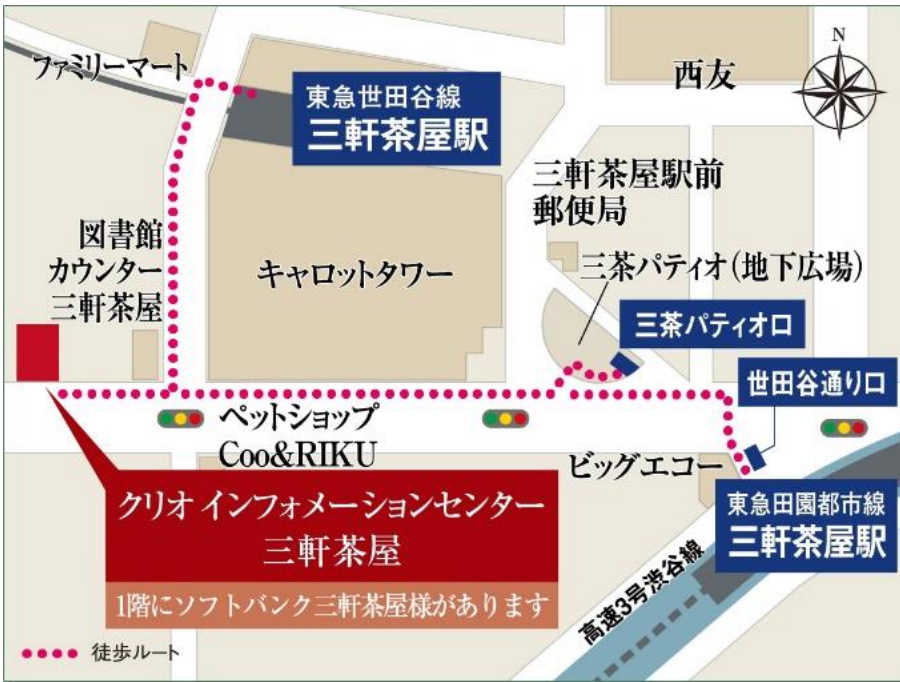 ファミリーマート
東急世田谷線
三軒茶屋駅
西友
N
三軒茶屋駅前
郵便局
図書館
カウンター
三軒茶屋
キャロットタワー
三茶パティオ(地下広場)
三茶パティオ口
世田谷通り口
ペットショップ
Coo&RIKU
ビッグエコー
クリオ インフォメーションセンター
三軒茶屋
1階にソフトバンク三軒茶屋様があります
東急田園都市線
三軒茶屋駅
高速3号渋谷線
徒歩ルート